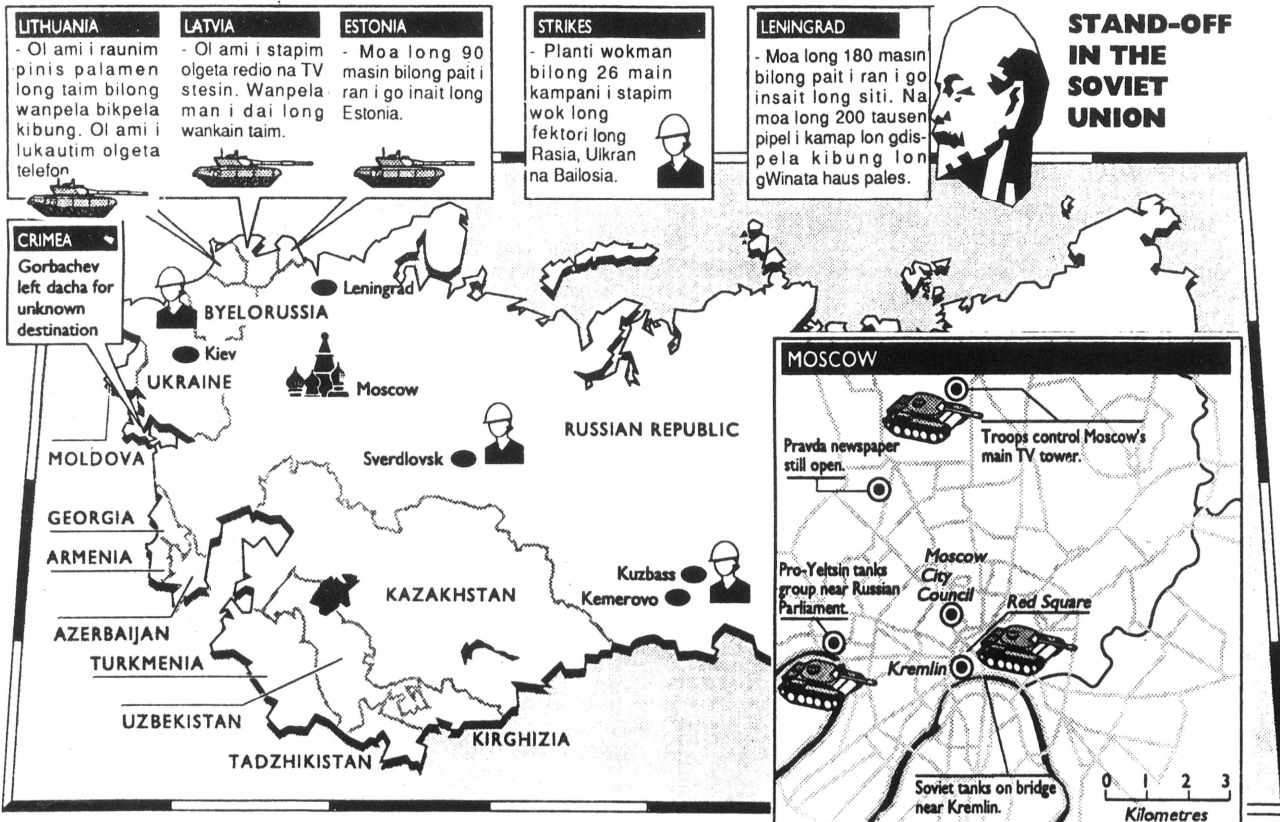 LITHUANIA
- Ol ami i raunim
pinis palamen
long taim bilong
wanpela bikpela
kibung. Ol ami i
lukautim olgeta
telefon
LATVIA
- Ol ami i stapim
olgeta redio na TV
stesin. Wanpela
man i dai long
wankain taim.
ESTONIA
- Moa long 90
masin bilong pait i
ran i go inait long
Estonia.
STRIKES
- Planti wokman
bilong 26 main
kampani i stapim
wok long
fektori long
Rasia, Ulkran
na Bailosia.
LENINGRAD
- Moa long 180 masin
bilong pait i ran i go
insait long siti. Na
moa long 200 tausen
pipel i kamap lon gdis-
pela kibung lon
gWinata haus pales.
STAND-OFF
IN THE
SOVIET
UNION
CRIMEA
Gorbachev
left dacha for
unknown
destination
Leningrad
BYELORUSSIA
Kiev
UKRAINE
Moscow
RUSSIAN REPUBLIC
MOLDOVA
Sverdlovsk
GEORGIA
ARMENIA
Kuzbass
Kemerovo
KAZAKHSTAN
AZERBAIJAN
TURKMENIA
UZBEKISTAN
KIRGHIZIA
TADZHIKISTAN
MOSCOW
Troops control Moscow's
main TV tower.
Pravda newspaper
still open.
Moscow
City
Council
Pro-Yeltsin tanks
group near Russian
Parliament.
Red Square
Kremlin
Soviet tanks on bridge
near Kremlin.
0 1 2 3
Kilometres